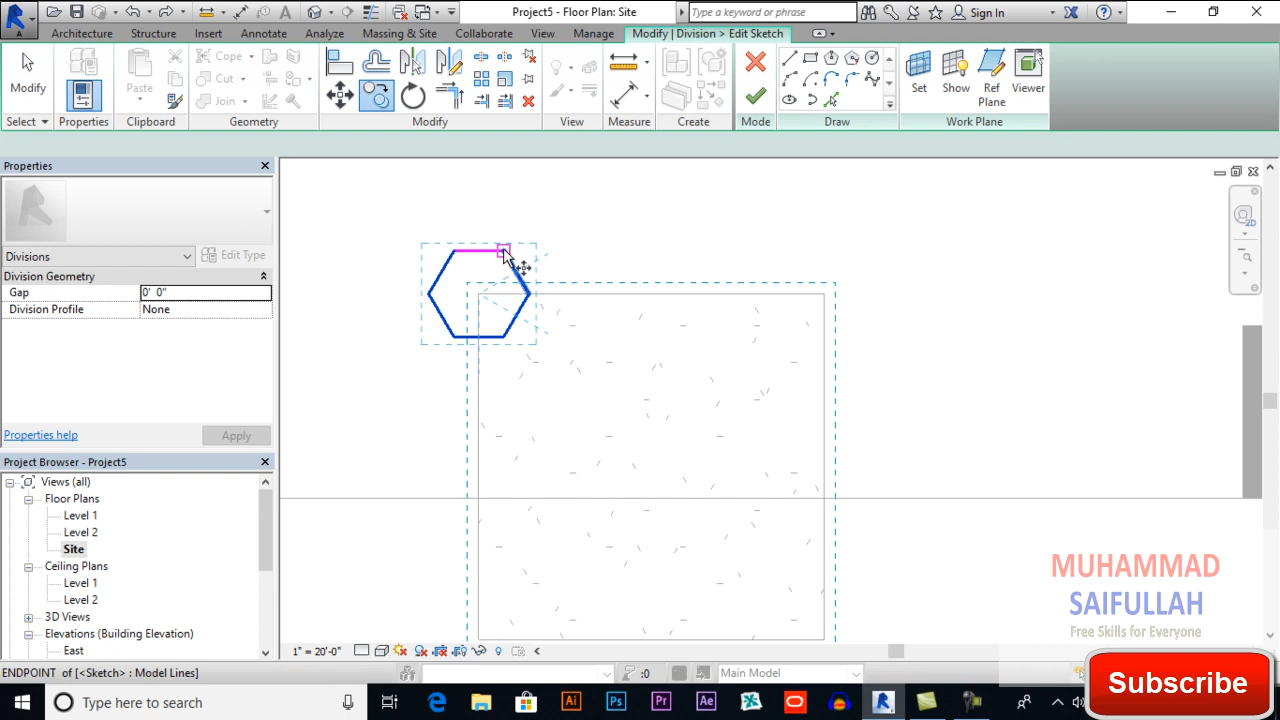 Project5 - Floor Plan: Site
Type a keyword or phrase
Sign In
Architecture Structure Insert Annotate Analyze Massing & Site Collaborate View Manage Modify | Division > Edit Sketch
Modify
Paste
Cope
Cut
Join
Set Show Ref Plane Viewer
Select Properties Clipboard Geometry Modify View Measure Create Mode Draw Work Plane
Properties
Divisions
Edit Type
Division Geometry
Gap 0' 0"
Division Profile None
Properties help
Apply
Project Browser - Project5
Views (all)
Floor Plans
Level 1
Level 2
Site
Ceiling Plans
Level 1
Level 2
3D Views
Elevations (Building Elevation)
East
2D
MUHAMMAD
SAIFULLAH
Free Skills for Everyone
1" = 20'-0"
ENDPOINT of [<Sketch> : Model Lines]
:0
Main Model
Subscribe
Type here to search